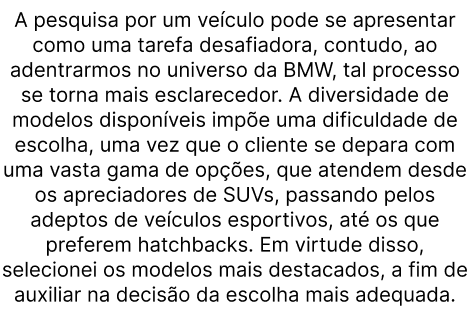 A pesquisa por um veículo pode se apresentar
como uma tarefa desafiadora, contudo, ao
adentrarmos no universo da BMW, tal processo
se torna mais esclarecedor. A diversidade de
modelos disponíveis impõe uma dificuldade de
escolha, uma vez que o cliente se depara com
uma vasta gama de opções, que atendem desde
os apreciadores de SUVs, passando pelos
adeptos de veículos esportivos, até os que
preferem hatchbacks. Em virtude disso,
selecionei os modelos mais destacados, a fim de
auxiliar na decisão da escolha mais adequada.